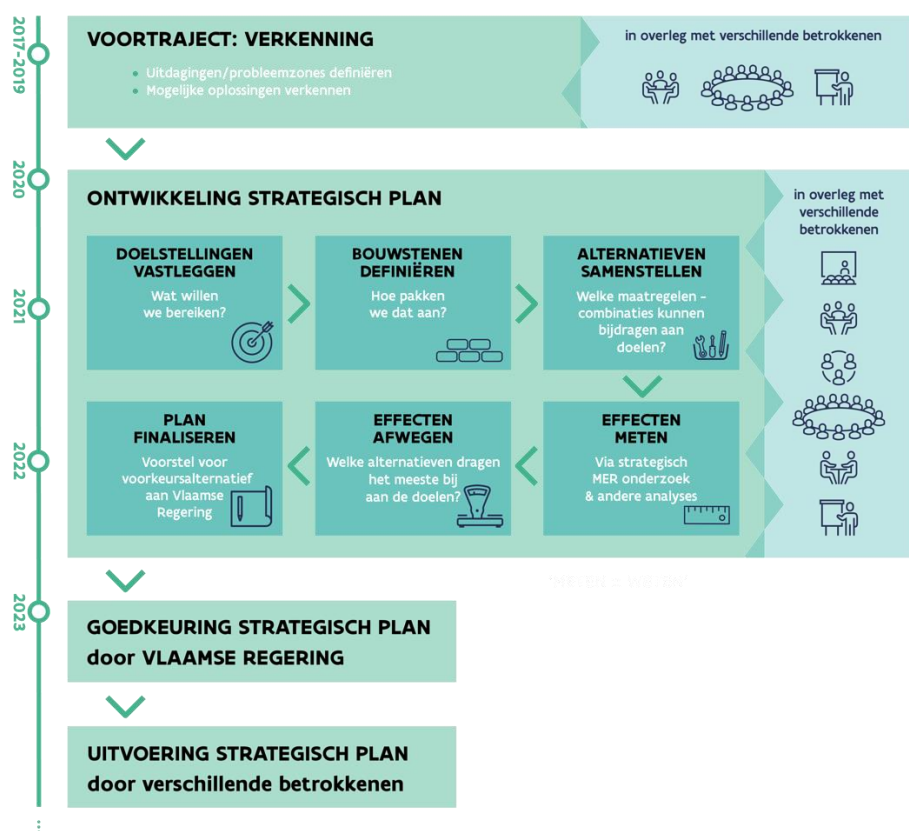 2017-2019
VOORTRAJECT: VERKENNING
Uitdagingen/probleemzones definiëren
Mogelijke oplossingen verkennen
in overleg met verschillende betrokkenen
2020
ONTWIKKELING STRATEGISCH PLAN
in overleg met
verschillende
betrokkenen
DOELSTELLINGEN
VASTLEGGEN
Wat willen
we bereiken?
BOUWSTENEN
DEFINIËREN
Hoe pakken
we dat aan?
ALTERNATIEVEN
SAMENSTELLEN
Welke maatregelen -
combinaties kunnen
bijdragen aan
doelen?
2021
EFFECTEN
METEN
Via strategisch
MER onderzoek
& andere analyses
EFFECTEN
AFWEGEN
Welke alternatieven dragen
het meeste bij
aan de doelen?
PLAN
FINALISEREN
Voorstel voor
voorkeursalternatief
aan Vlaamse
Regering
2022
2023
GOEDKEURING STRATEGISCH PLAN
door VLAAMSE REGERING
UITVOERING STRATEGISCH PLAN
door verschillende betrokkenen
...